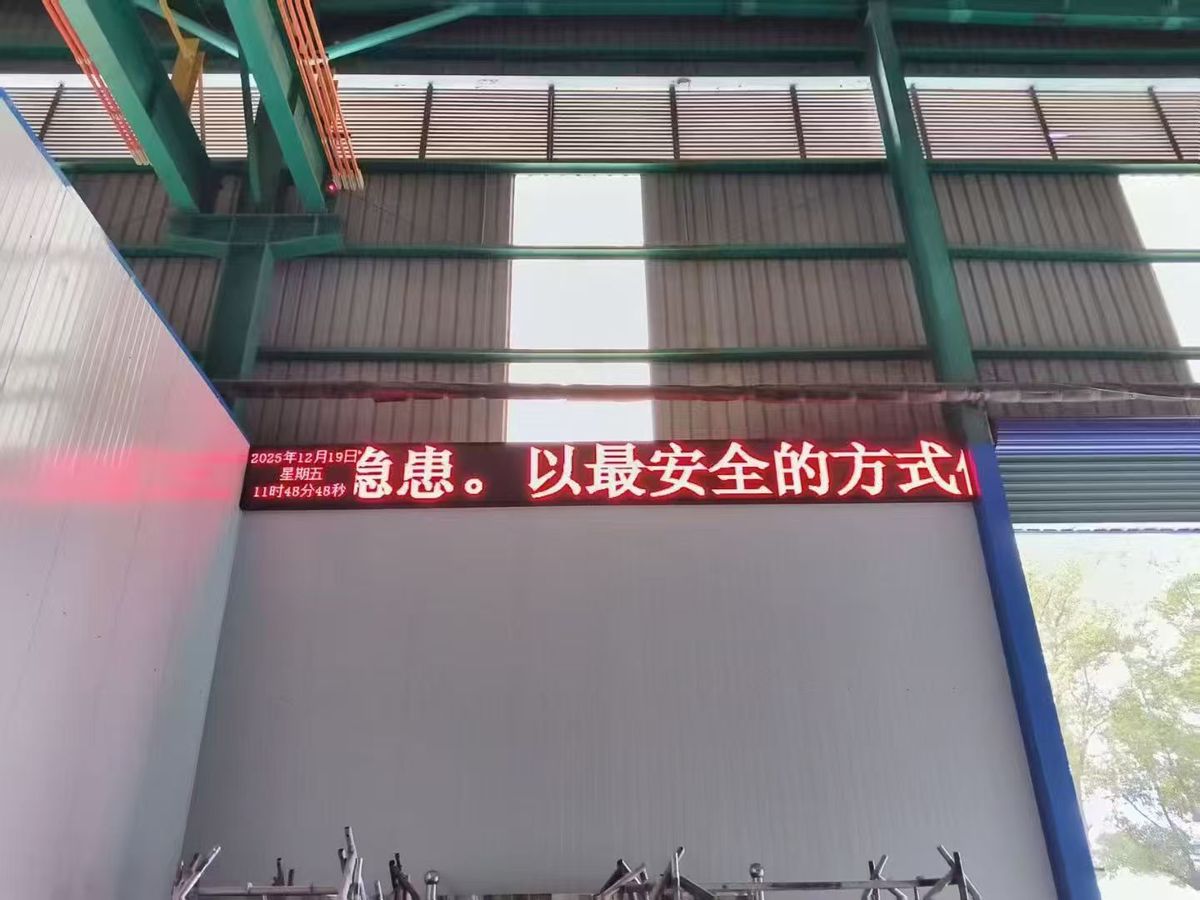 2025年12月19日
星期五
11时48分48秒
患。以最安全的方式